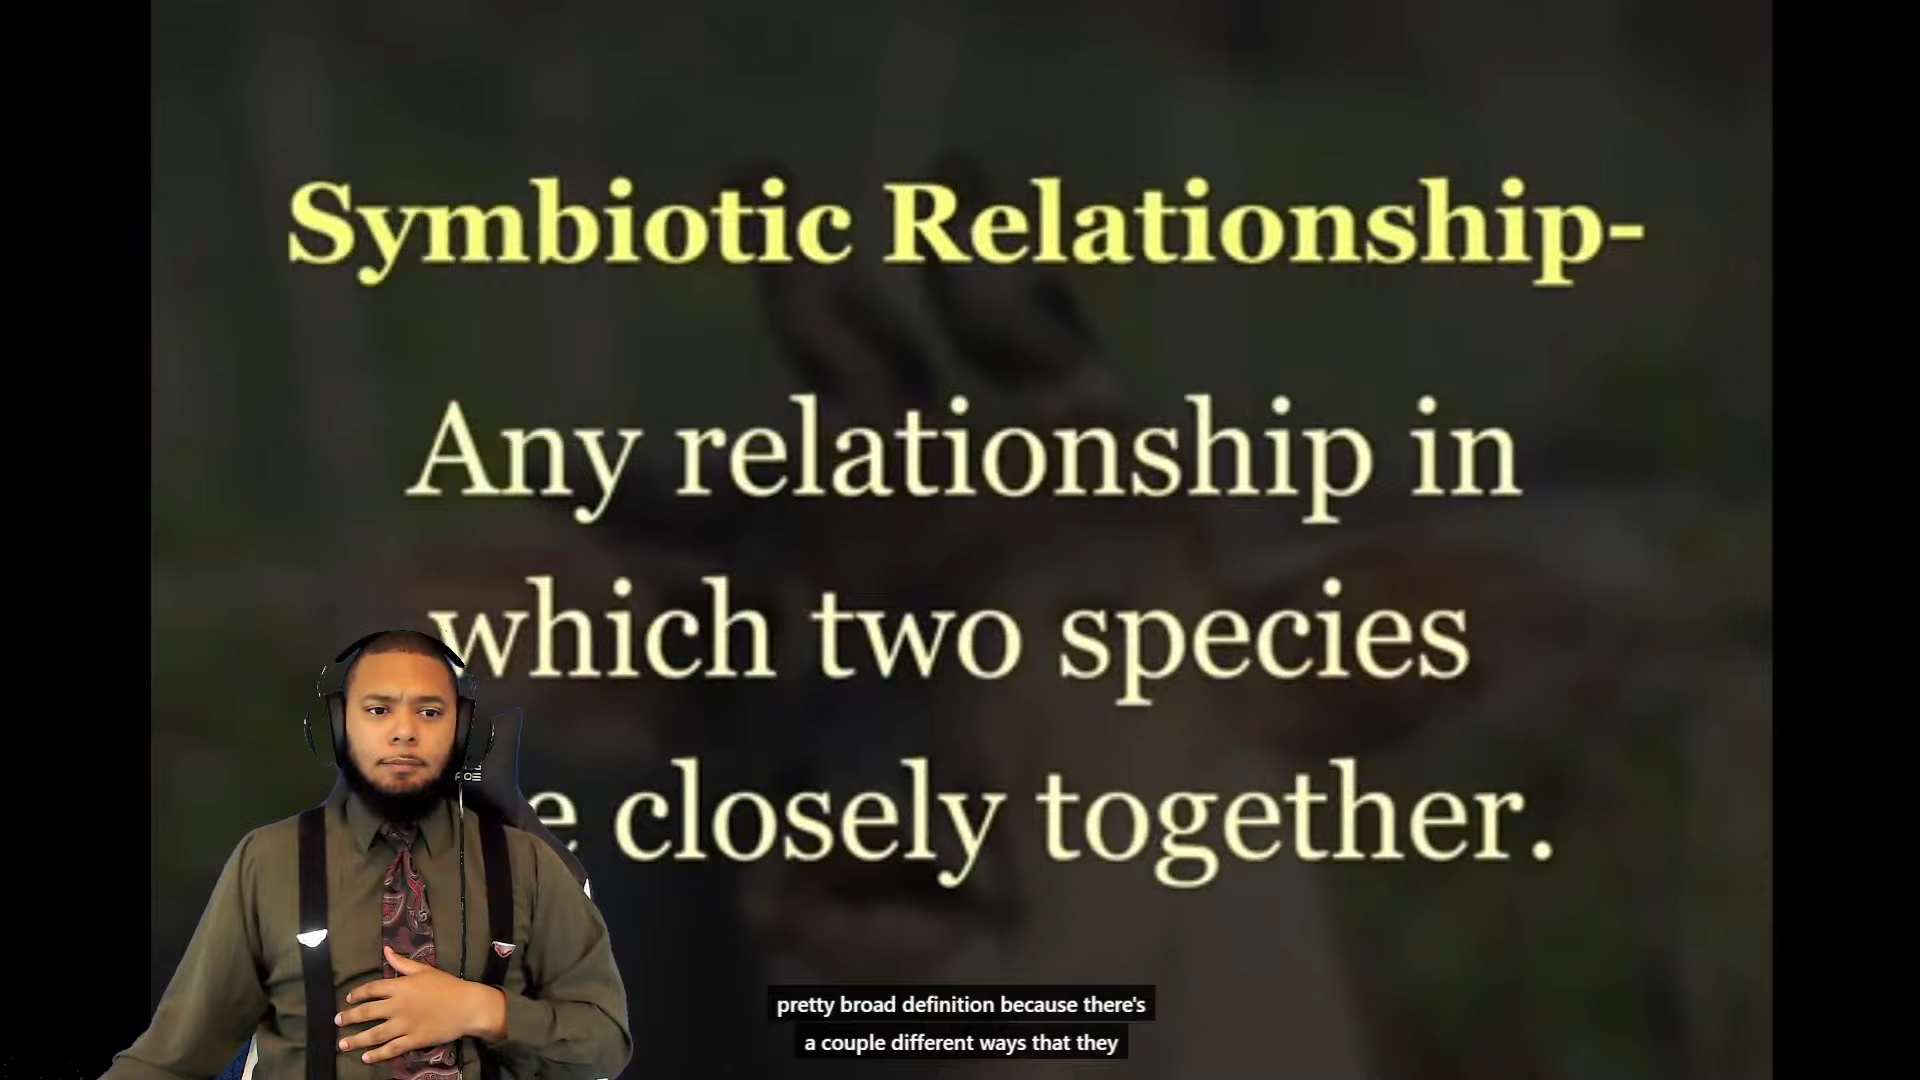 Symbiotic Relationship-
Any relationship in
which two species
closely together.
pretty broad definition because there's
a couple different ways that they